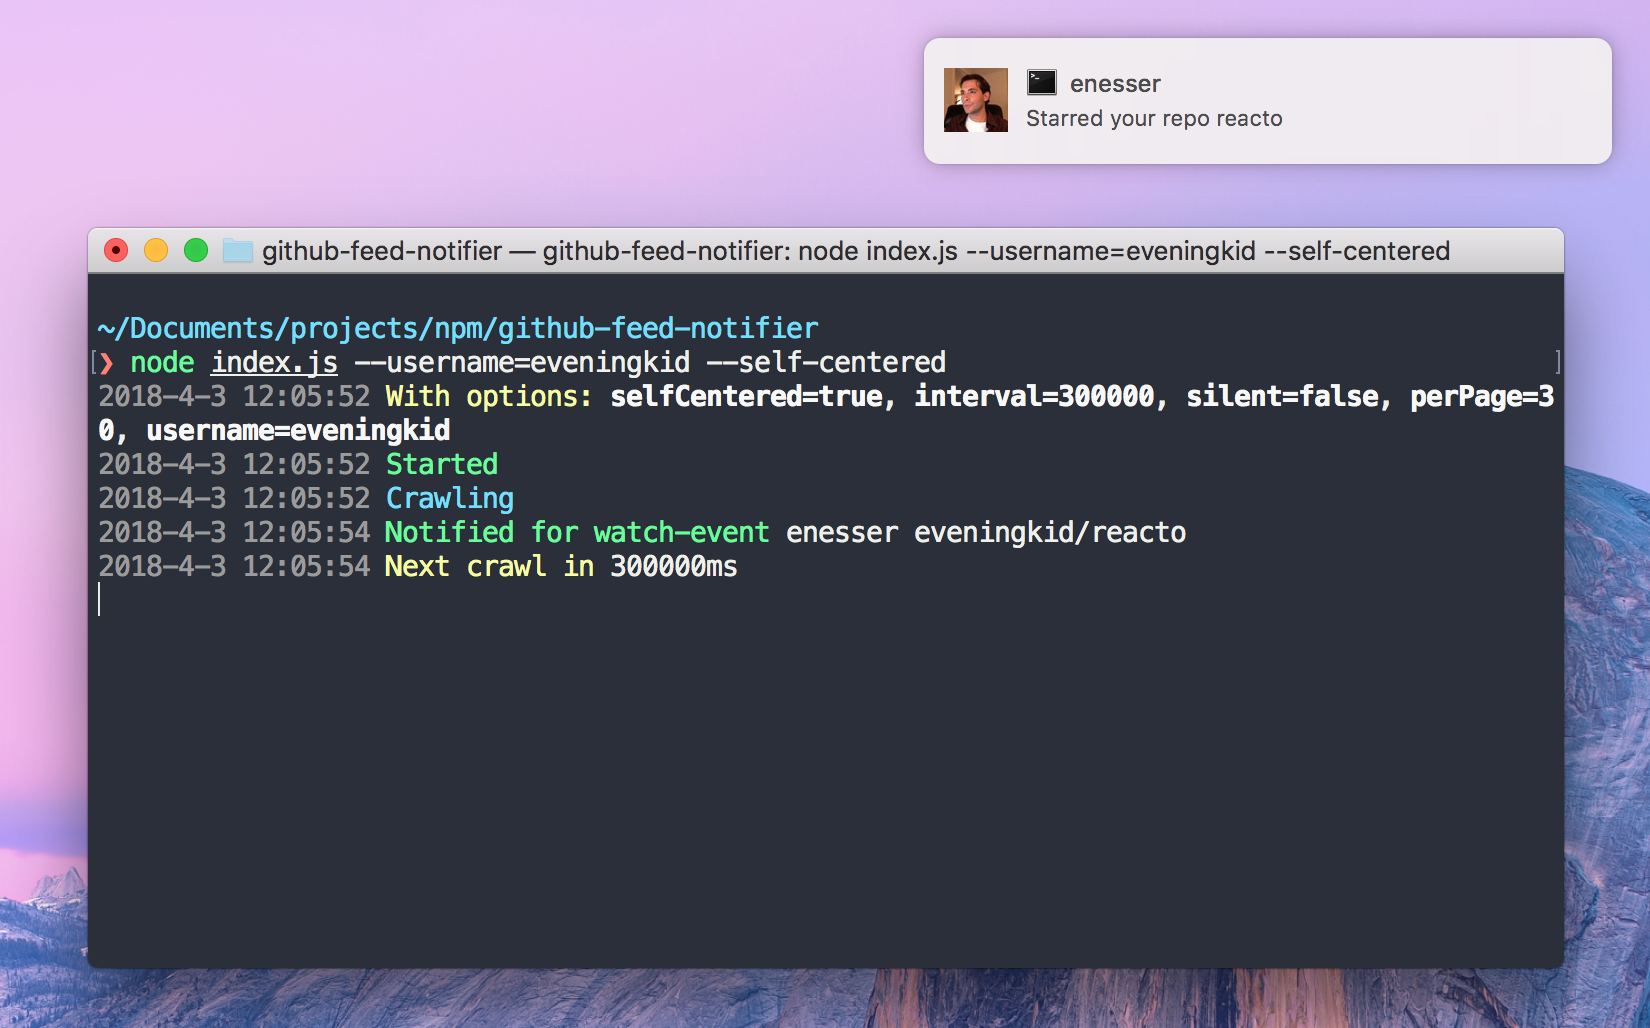 enesser
Starred your repo reacto
github-feed-notifier — github-feed-notifier: node index.js --username=eveningkid --self-centered
~/Documents/projects/npm/github-feed-notifier
[❯ node index.js --username=eveningkid --self-centered ]
2018-4-3 12:05:52 With options: selfCentered=true, interval=300000, silent=false, perPage=3
0, username=eveningkid
2018-4-3 12:05:52 Started
2018-4-3 12:05:52 Crawling
2018-4-3 12:05:54 Notified for watch-event enesser eveningkid/reacto
2018-4-3 12:05:54 Next crawl in 300000ms